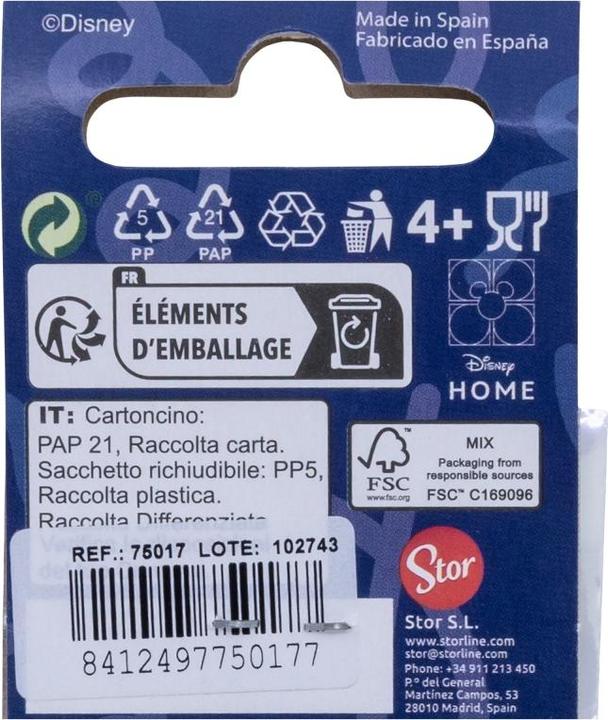 ©Disney
Made in Spain
Fabricado en España
5
PP
21
PAP
4+
FR
ÉLÉMENTS
D'EMBALLAGE
Disney
HOME
IT: Cartoncino:
PAP 21, Raccolta carta.
Sacchetto richiudibile: PP5,
Raccolta plastica.
Raccolta Differenziata
FSC
www.fsc.org
MIX
Packaging from
responsible sources
FSC™ C169096
REF.: 75017 LOTE: 102743
8412497750177
Stor
Stor S.L.
www.storline.com
stor@storline.com
Phone: +34 911 213 450
P.º del General
Martínez Campos, 53
28010 Madrid, Spain